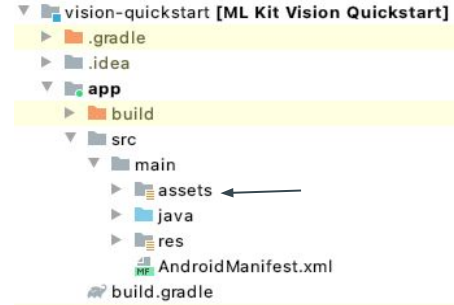 vision-quickstart [ML Kit Vision Quickstart]
.gradle
.idea
app
build
src
main
assets
java
res
MF AndroidManifest.xml
build.gradle